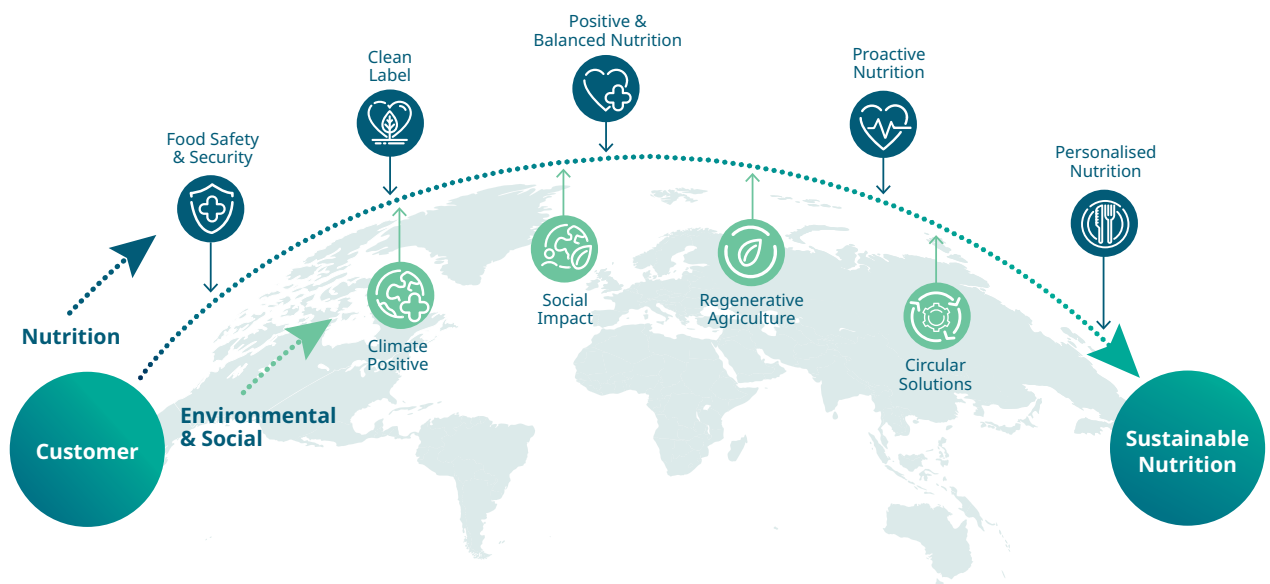 Positive &
Balanced Nutrition
Clean
Label
Proactive
Nutrition
Food Safety
& Security
Personalised
Nutrition
Nutrition
Social
Impact
Regenerative
Agriculture
Climate
Positive
Circular
Solutions
Environmental
& Social
Customer
Sustainable
Nutrition